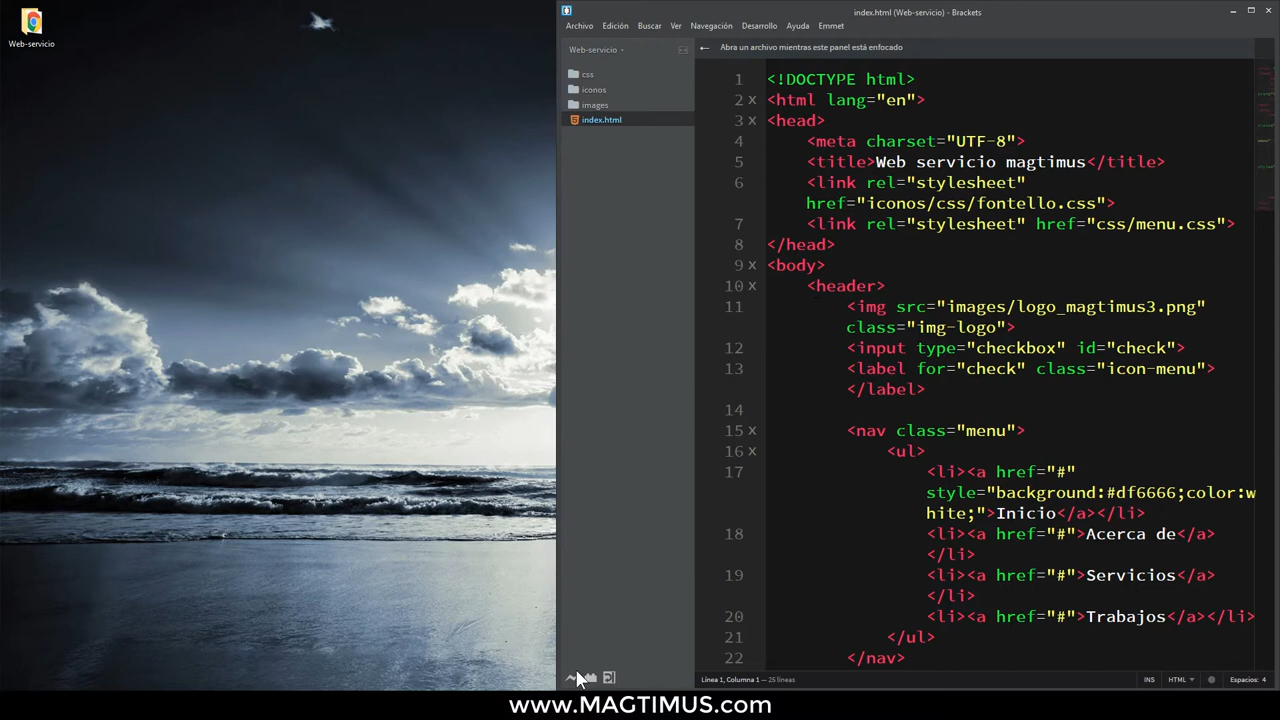 Web-servicio
index.html (Web-servicio) - Brackets
Archivo Edición Buscar Ver Navegación Desarrollo Ayuda Emmet
Web-servicio
css
iconos
images
index.html
Abra un archivo mientras este panel está enfocado
1 <!DOCTYPE html>
2 x <html lang="en">
3 x <head>
4 <meta charset="UTF-8">
5 <title>Web servicio magtimus</title>
6 <link rel="stylesheet"
href="iconos/css/fontello.css">
7 <link rel="stylesheet" href="css/menu.css">
8 </head>
9 x <body>
10 x <header>
11 <img src="images/logo_magtimus3.png"
class="img-logo">
12 <input type="checkbox" id="check">
13 <label for="check" class="icon-menu">
</label>
14
15 x <nav class="menu">
16 x <ul>
17 <li><a href="#"
style="background:#df6666;color:w
hite;">Inicio</a></li>
18 <li><a href="#">Acerca de</a>
</li>
19 <li><a href="#">Servicios</a>
</li>
20 <li><a href="#">Trabajos</a></li>
21 </ul>
22 </nav>
Línea 1, Columna 1 — 25 líneas
INS HTML Espacios: 4
www.MAGTIMUS.com